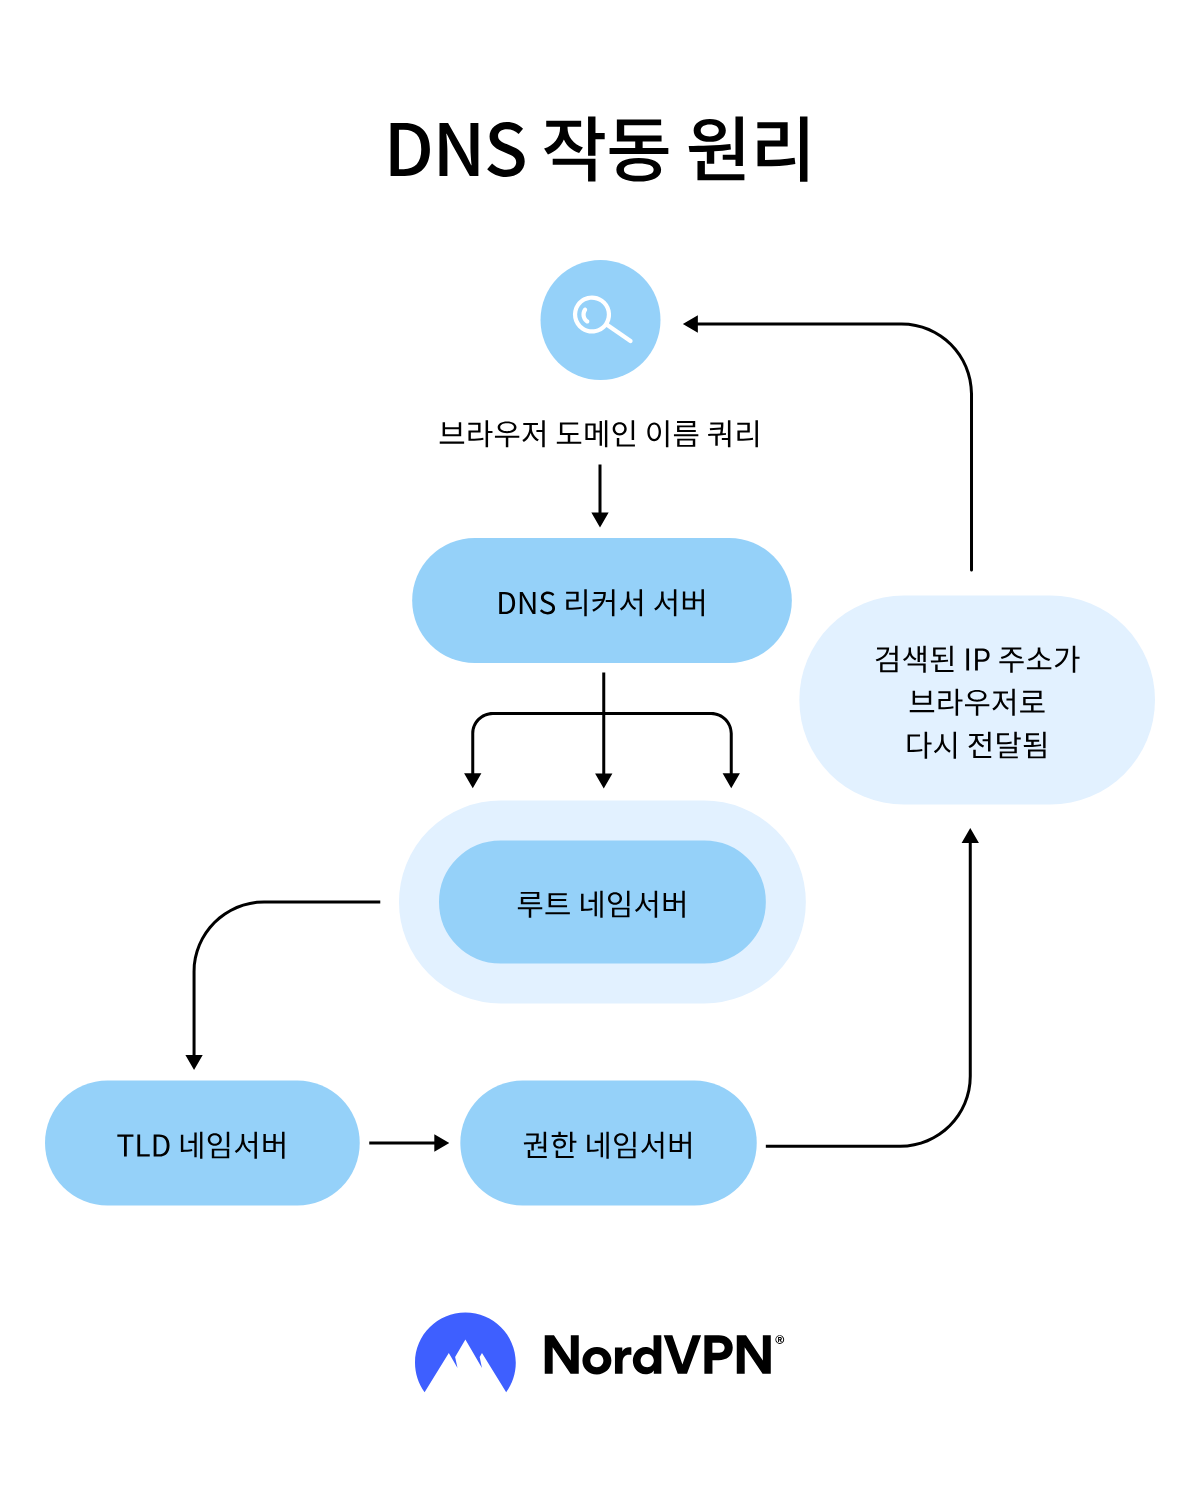 DNS 작동 원리
브라우저 도메인 이름 쿼리
DNS 리커서 서버
검색된 IP 주소가
브라우저로
다시 전달됨
루트 네임서버
TLD 네임서버
권한 네임서버
NordVPN®